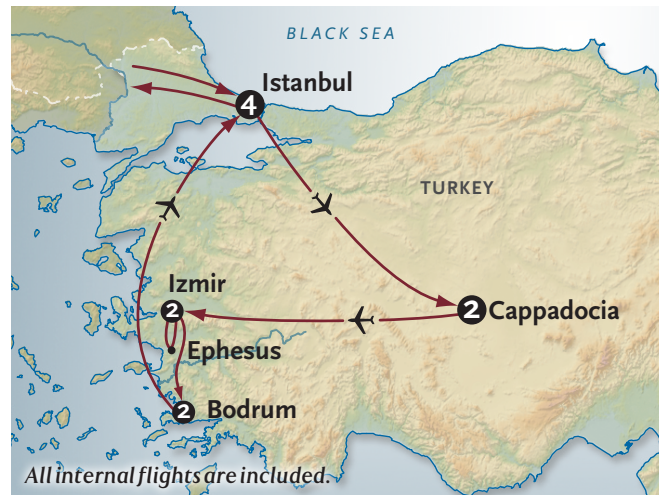 BLACK SEA
Istanbul
4
TURKEY
Izmir
2
2 Cappadocia
Ephesus
2 Bodrum
All internal flights are included.